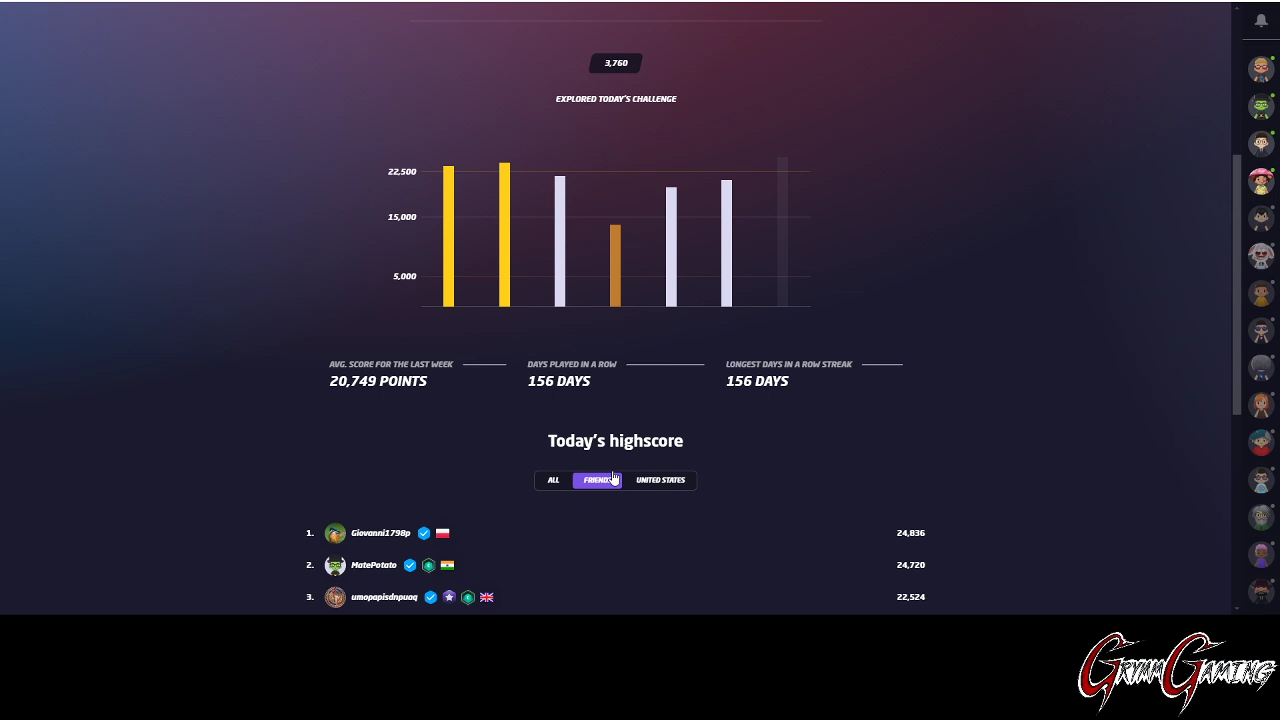 3,760
EXPLORED TODAY'S CHALLENGE
22,500
15,000
5,000
AVG. SCORE FOR THE LAST WEEK DAYS PLAYED IN A ROW LONGEST DAYS IN A ROW STREAK
20,749 POINTS 156 DAYS 156 DAYS
Today's highscore
ALL FRIENDS UNITED STATES
1. Giovanni1798p 24,836
2. MatePotato 24,720
3. umopapisdnpuaq 22,524
GrimmGaming